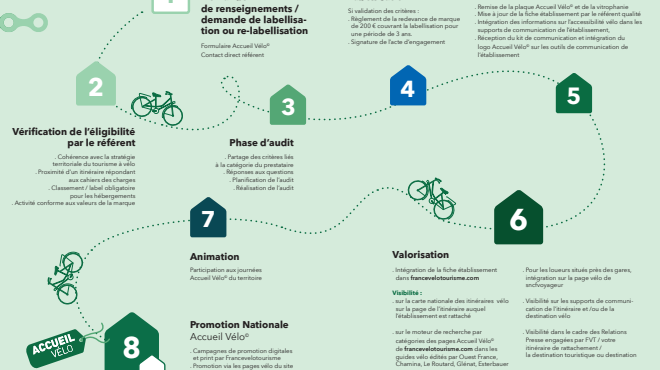 1
de renseignements /
demande de labellisa-
tion ou re-labellisation
Formulaire Accueil Vélo®
Contact direct référent
2
Vérification de l'éligibilité
par le référent
. Cohérence avec la stratégie
territoriale du tourisme à vélo
. Proximité d'un itinéraire répondant
aux cahiers des charges
. Classement / label obligatoire
pour les hébergements
. Activité conforme aux valeurs de la marque
3
Phase d'audit
. Partage des critères liés
à la catégorie du prestataire
. Réponses aux questions
. Planification de l'audit
. Réalisation de l'audit
Si validation des critères :
. Règlement de la redevance de marque
de 200 € couvrant la labellisation pour
une période de 3 ans.
. Signature de l'acte d'engagement
4
. Remise de la plaque Accueil Vélo® et de la vitrophanie
. Mise à jour de la fiche établissement par le référent qualité
. Intégration des informations sur l'accessibilité vélo dans les
supports de communication de l'établissement,
. Réception du kit de communication et intégration du
logo Accueil Vélo® sur les outils de communication de
l'établissement
5
6
Valorisation
. Intégration de la fiche établissement
dans francevelotourisme.com
Visibilité :
. sur la carte nationale des itinéraires vélo
sur la page de l'itinéraire auquel
l'établissement est rattaché
. sur le moteur de recherche par
catégories des pages Accueil Vélo®
de francevelotourisme.com dans les
guides vélo édités par Ouest France,
Chamina, Le Routard, Glénat, Esterbauer
. Pour les loueurs situés près des gares,
intégration sur la page vélo de
sncfvoyageur
. Visibilité sur les supports de communi-
cation de l'itinéraire et /ou de la
destination vélo
. Visibilité dans le cadre des Relations
Presse engagées par FVT / votre
itinéraire de rattachement /
la destination touristique ou destination
7
Animation
Participation aux journées
Accueil Vélo® du territoire
8
ACCUEIL
VÉLO
Promotion Nationale
Accueil Vélo®
. Campagnes de promotion digitales
et print par Francevelotourisme
. Promotion via les pages vélo du site